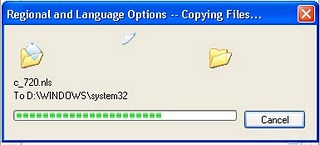 Regional and Language Options -- Copying Files...
c_720.nls
To D:\WINDOWS\system32
Cancel